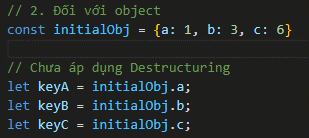 // 2. Đối với object
const initialObj = {a: 1, b: 3, c: 6}
// Chưa áp dụng Destructuring
let keyA = initialObj.a;
let keyB = initialObj.b;
let keyC = initialObj.c;